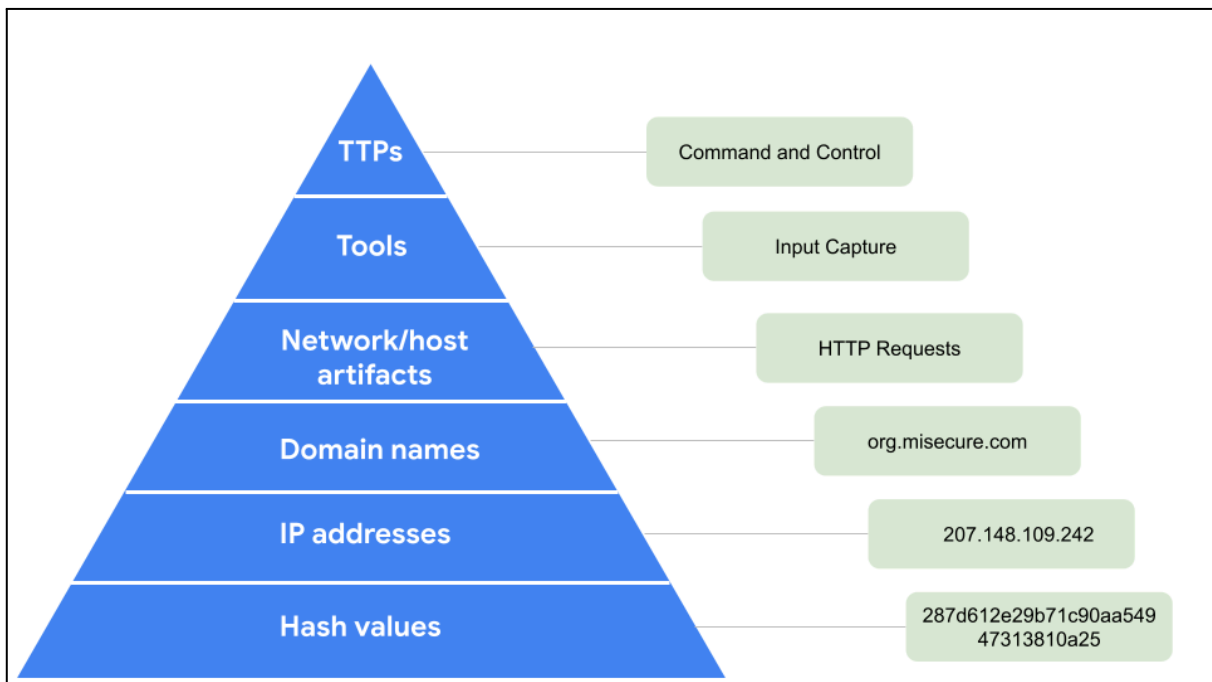 TTPs
Command and Control
Tools
Input Capture
Network/host
artifacts
HTTP Requests
Domain names
org.misecure.com
IP addresses
207.148.109.242
Hash values
287d612e29b71c90aa549
47313810a25